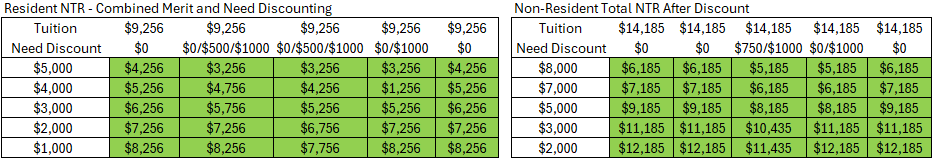 Resident NTR - Combined Merit and Need Discounting
Tuition $9,256 $9,256 $9,256 $9,256 $9,256
Need Discount $0 $0/$500/$1000 $0/$500/$1000 $0/$1000 $0
$5,000 $4,256 $3,256 $3,256 $3,256 $4,256
$4,000 $5,256 $4,756 $4,256 $1,256 $5,256
$3,000 $6,256 $5,756 $5,256 $5,256 $6,256
$2,000 $7,256 $7,256 $6,756 $7,256 $7,256
$1,000 $8,256 $8,256 $7,756 $8,256 $8,256
Non-Resident Total NTR After Discount
Tuition $14,185 $14,185 $14,185 $14,185 $14,185
Need Discount $0 $0 $750/$1000 $0/$1000 $0
$8,000 $6,185 $6,185 $5,185 $5,185 $6,185
$7,000 $7,185 $7,185 $6,185 $6,185 $7,185
$5,000 $9,185 $9,185 $8,185 $8,185 $9,185
$3,000 $11,185 $11,185 $10,435 $11,185 $11,185
$2,000 $12,185 $12,185 $11,435 $12,185 $12,185